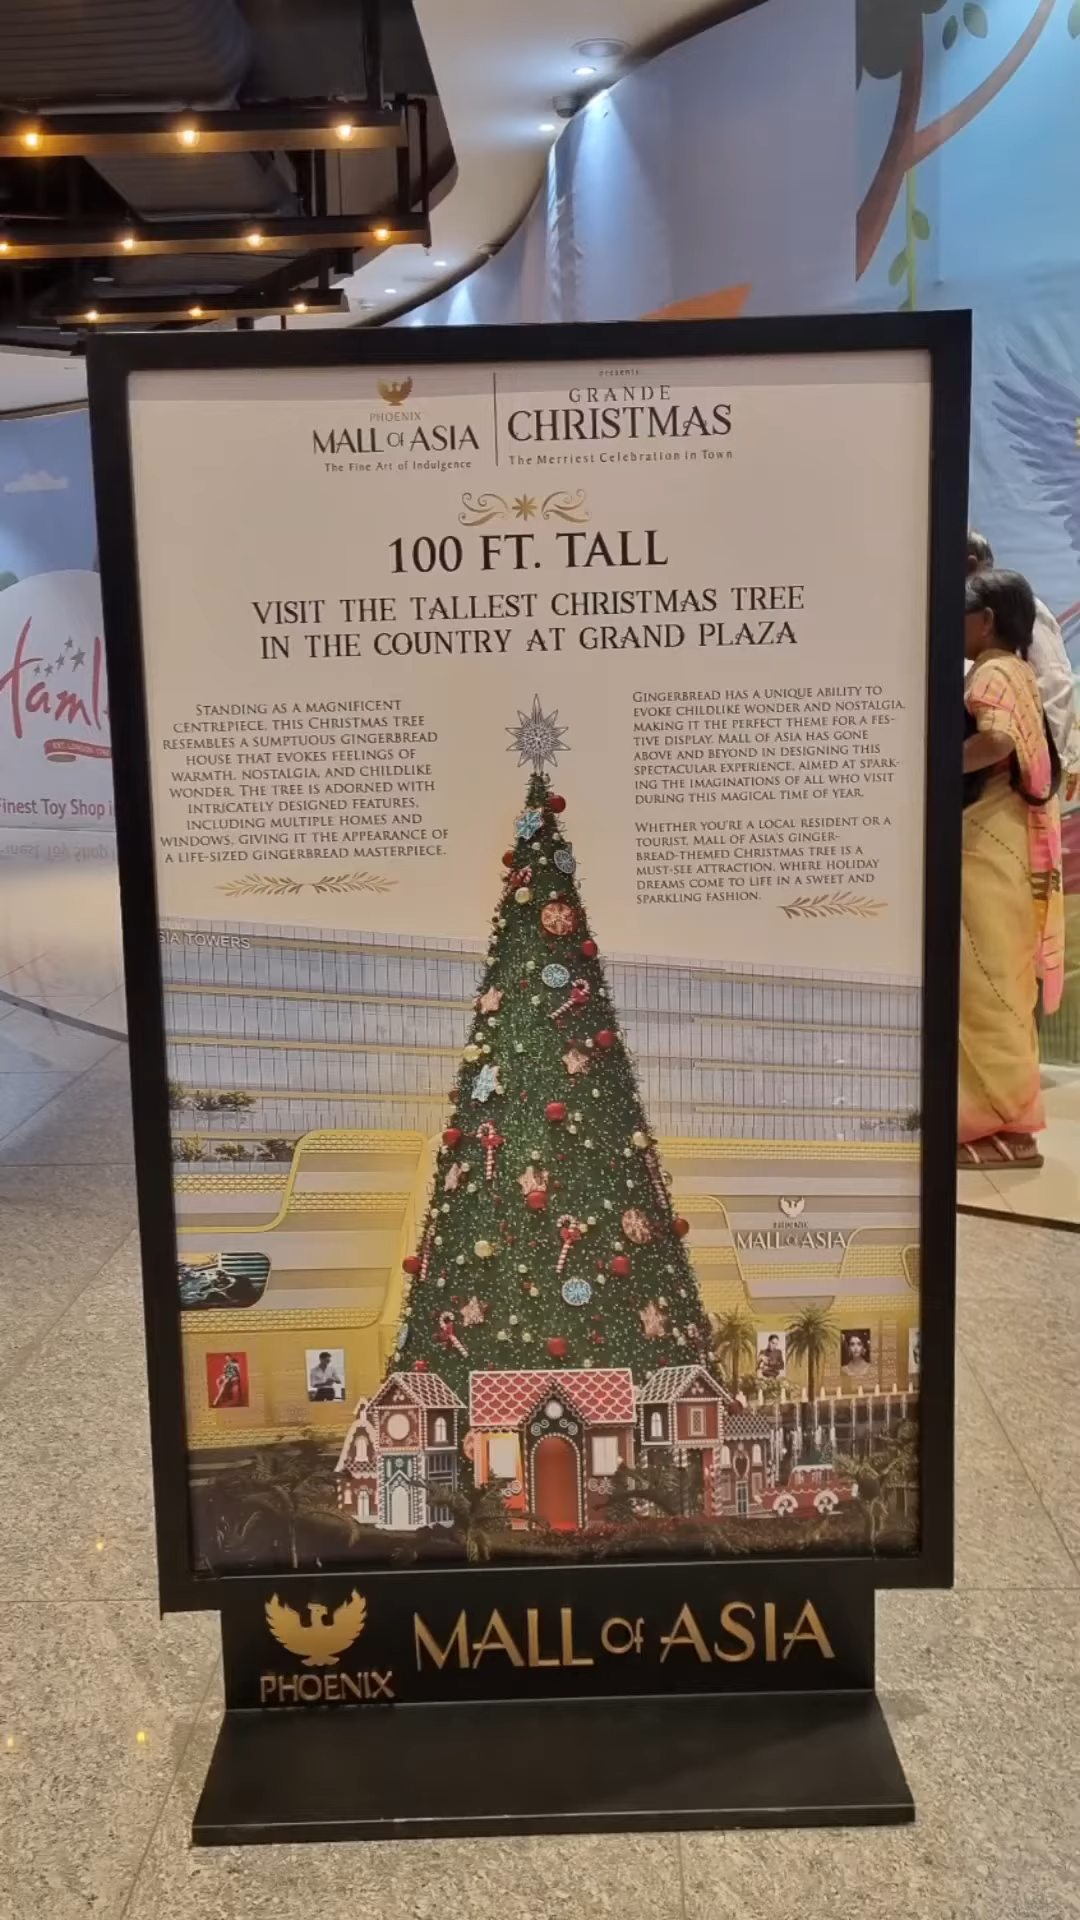 PHOENIX
MALL OF ASIA
The Fine Art of Indulgence
presents
GRANDE
CHRISTMAS
The Merriest Celebration in Town
100 FT. TALL
VISIT THE TALLEST CHRISTMAS TREE
IN THE COUNTRY AT GRAND PLAZA
STANDING AS A MAGNIFICENT
CENTREPIECE, THIS CHRISTMAS TREE
RESEMBLES A SUMPTUOUS GINGERBREAD
HOUSE THAT EVOKES FEELINGS OF
WARMTH, NOSTALGIA, AND CHILDLIKE
WONDER. THE TREE IS ADORNED WITH
INTRICATELY DESIGNED FEATURES,
INCLUDING MULTIPLE HOMES AND
WINDOWS, GIVING IT THE APPEARANCE OF
A LIFE-SIZED GINGERBREAD MASTERPIECE.
GINGERBREAD HAS A UNIQUE ABILITY TO
EVOKE CHILDLIKE WONDER AND NOSTALGIA,
MAKING IT THE PERFECT THEME FOR A FES-
TIVE DISPLAY. MALL OF ASIA HAS GONE
ABOVE AND BEYOND IN DESIGNING THIS
SPECTACULAR EXPERIENCE, AIMED AT SPARK-
ING THE IMAGINATIONS OF ALL WHO VISIT
DURING THIS MAGICAL TIME OF YEAR.
WHETHER YOU'RE A LOCAL RESIDENT OR A
TOURIST, MALL OF ASIA'S GINGER-
BREAD-THEMED CHRISTMAS TREE IS A
MUST-SEE ATTRACTION, WHERE HOLIDAY
DREAMS COME TO LIFE IN A SWEET AND
SPARKLING FASHION.
SIA TOWERS
PHOENIX
MALL OF ASIA
Haml
EST. LONDON 1760
Finest Toy Shop i
PHOENIX
MALL OF ASIA